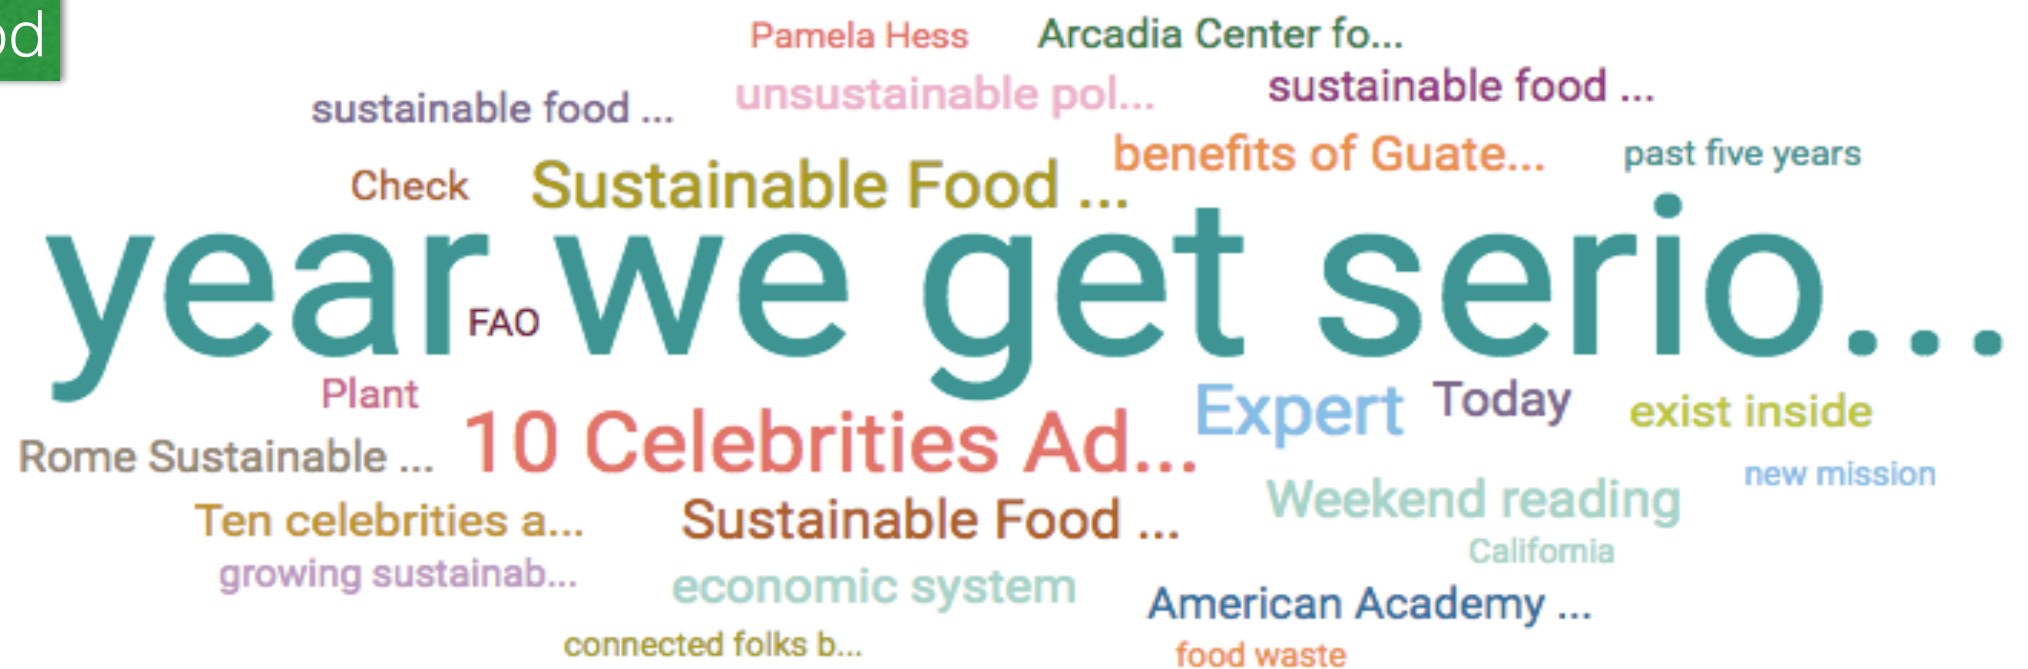 od
Pamela Hess
Arcadia Center fo...
sustainable food ...
unsustainable pol...
sustainable food ...
Check
Sustainable Food ...
benefits of Guate...
past five years
year we get serio...
FAO
Plant
10 Celebrities Ad...
Expert
Today
exist inside
Rome Sustainable ...
new mission
Ten celebrities a...
Sustainable Food ...
Weekend reading
California
growing sustainab...
economic system
American Academy ...
connected folks b...
food waste